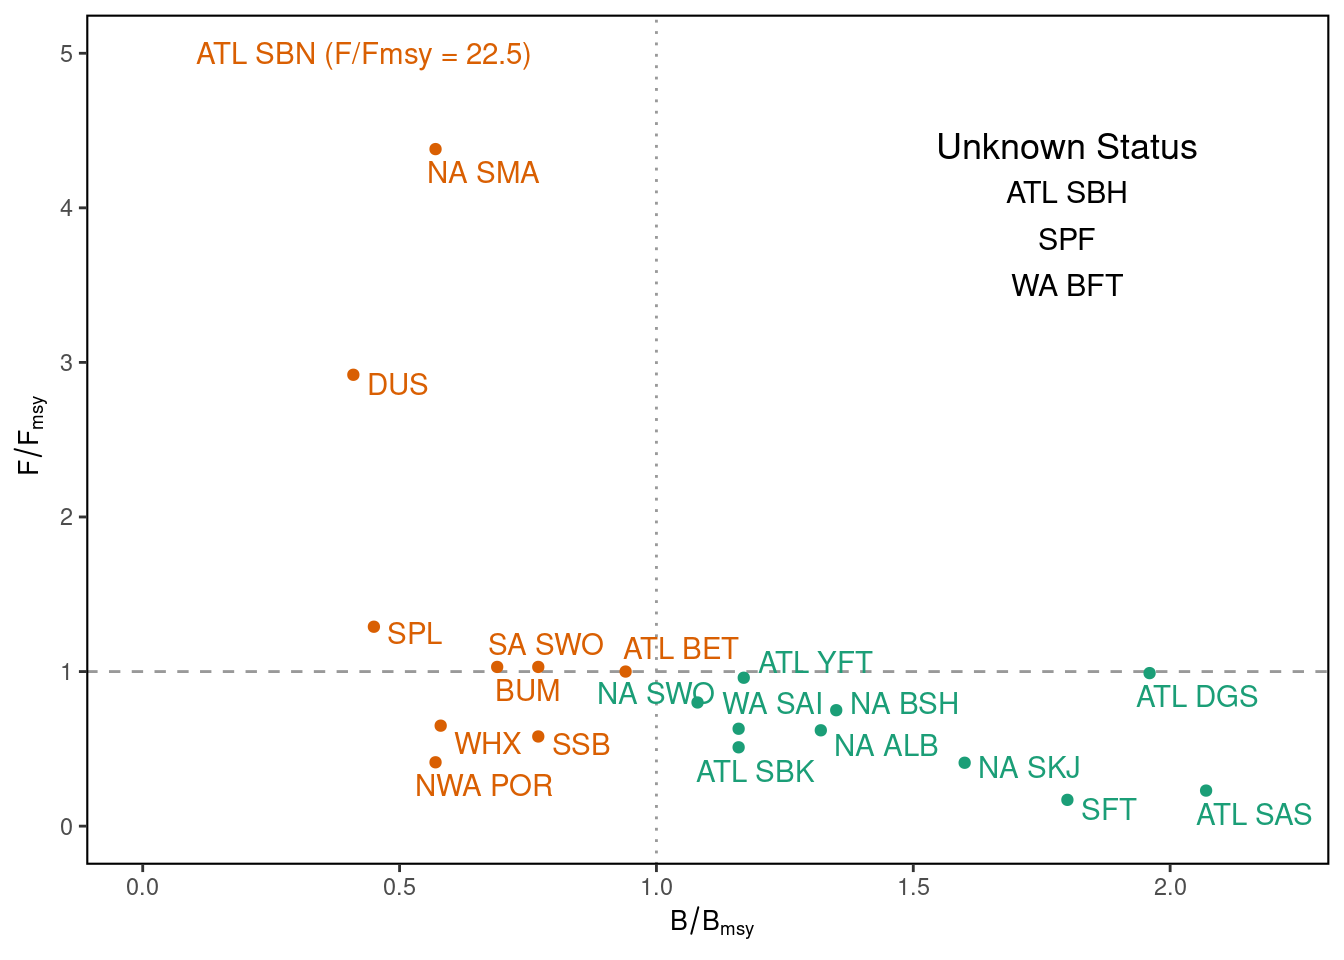 ATL SBN (F/Fmsy = 22.5)
NA SMA
Unknown Status
ATL SBH
SPF
WA BFT
DUS
SPL
SA SWO
ATL BET
ATL YFT
BUM
NA SWO
WA SAI
NA BSH
ATL DGS
WHX
SSB
NA ALB
ATL SBK
NA SKJ
NWA POR
SFT
ATL SAS
5
4
3
2
1
0
0.0
0.5
1.0
1.5
2.0
F/Fmsy
B/Bmsy